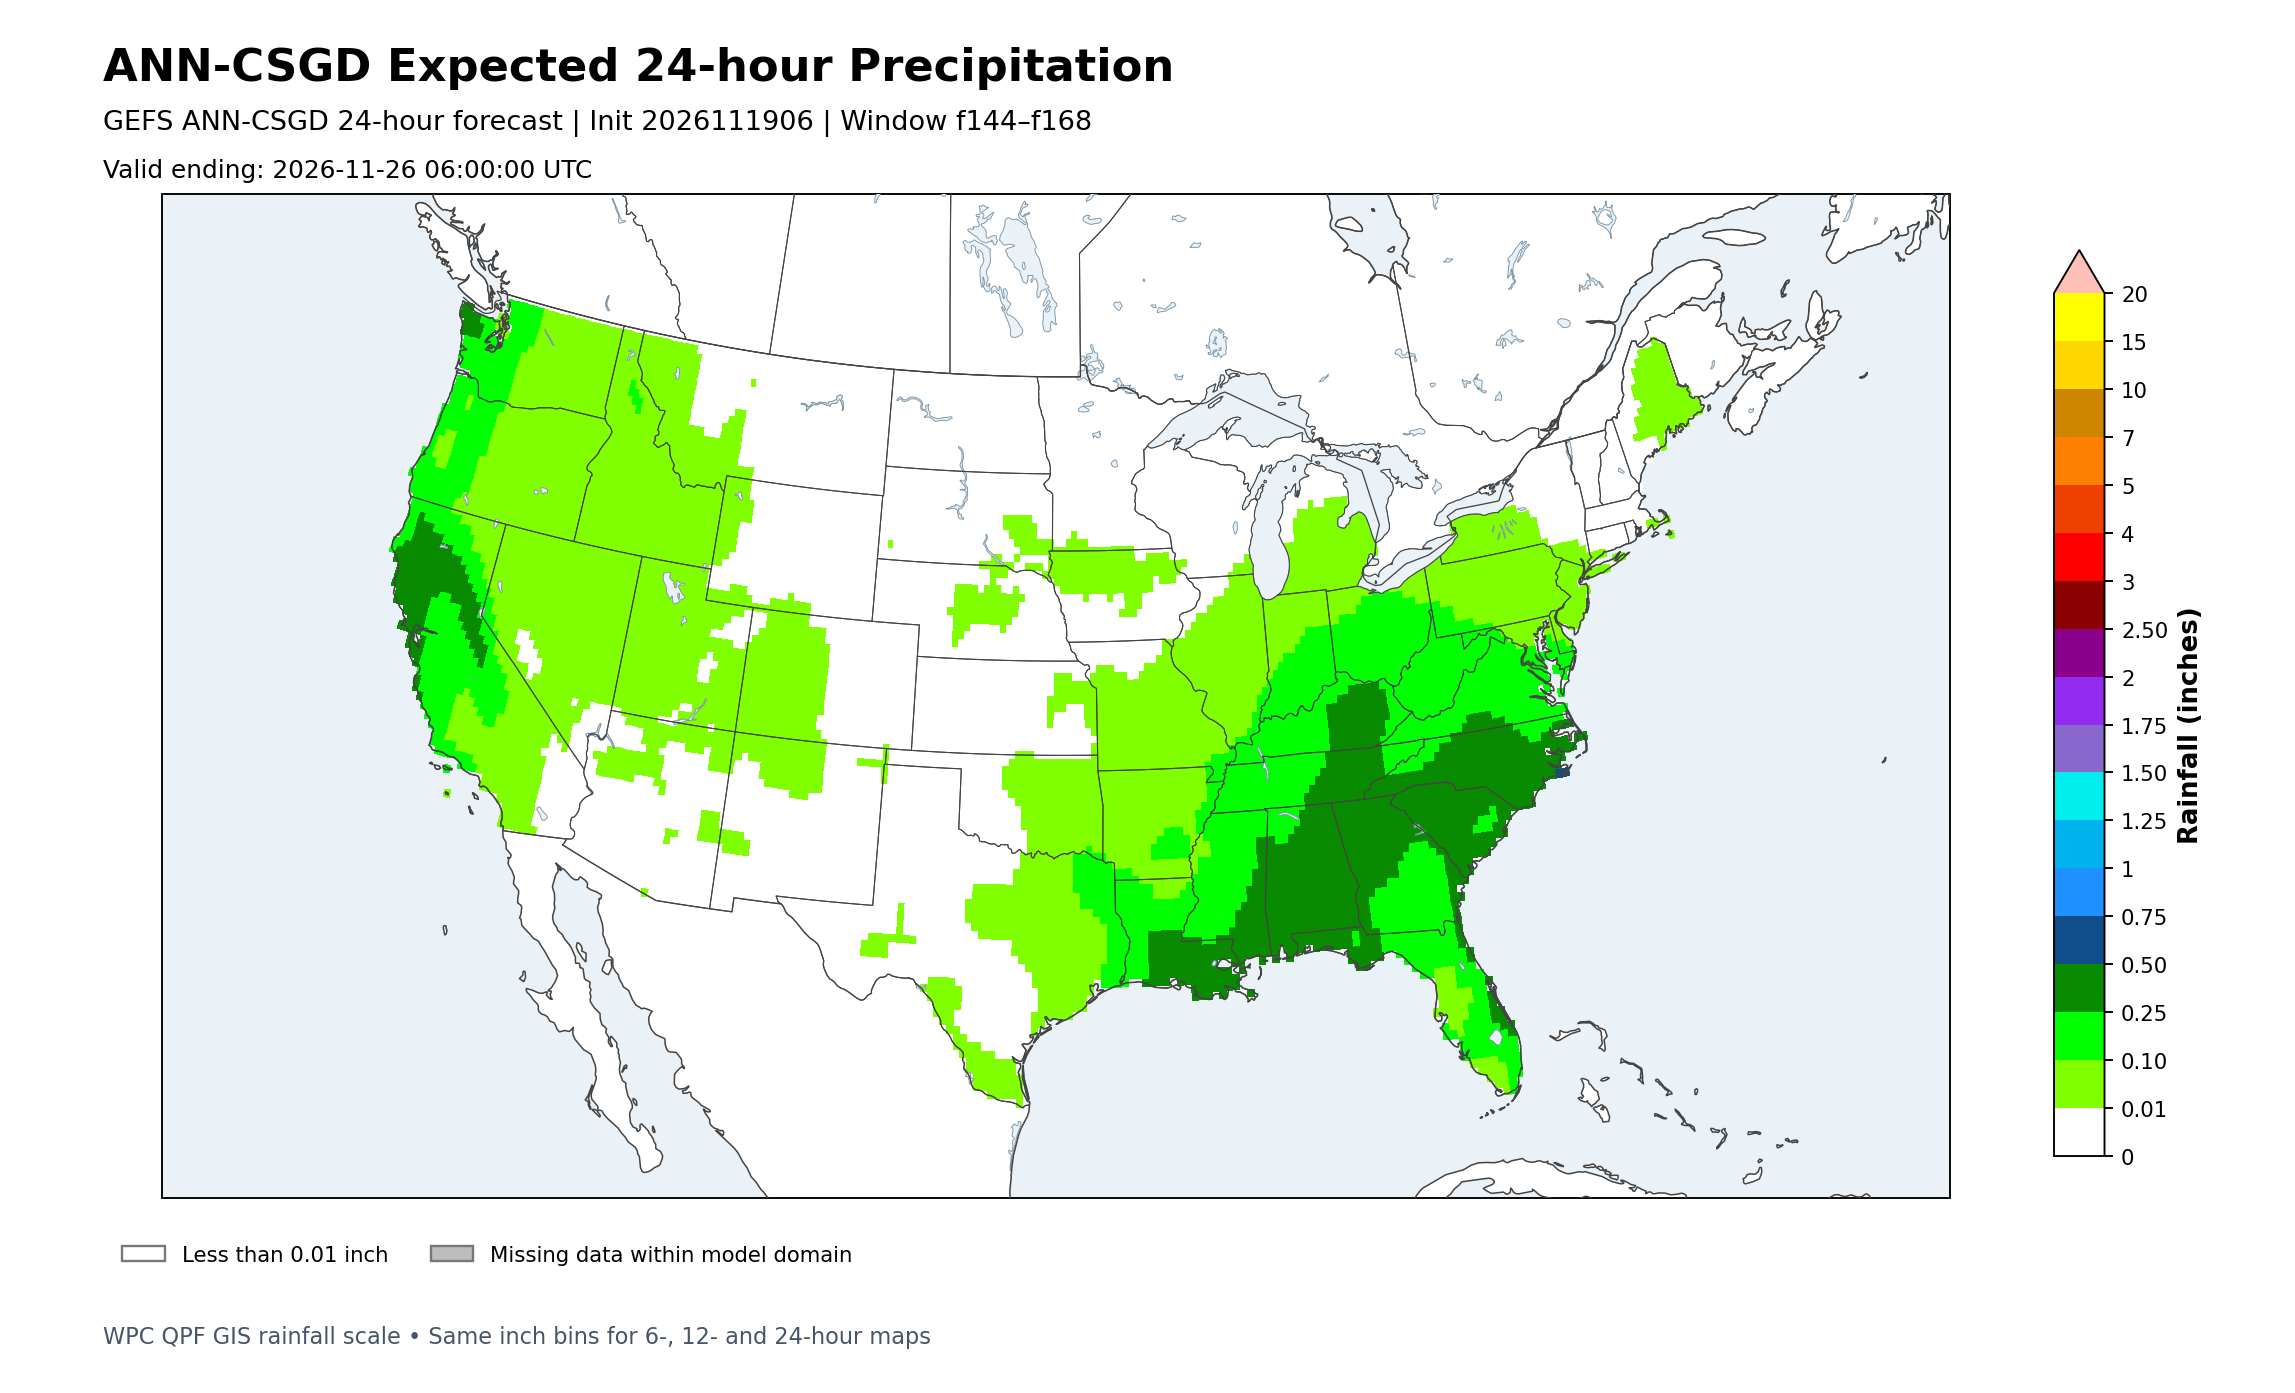 ANN-CSGD Expected 24-hour Precipitation
GEFS ANN-CSGD 24-hour forecast | Init 2026111906 | Window f144–f168
Valid ending: 2026-11-26 06:00:00 UTC
20
15
10
7
5
4
3
2.50
2
1.75
1.50
1.25
1
0.75
0.50
0.25
0.10
0.01
0
Rainfall (inches)
Less than 0.01 inch
Missing data within model domain
WPC QPF GIS rainfall scale • Same inch bins for 6-, 12- and 24-hour maps